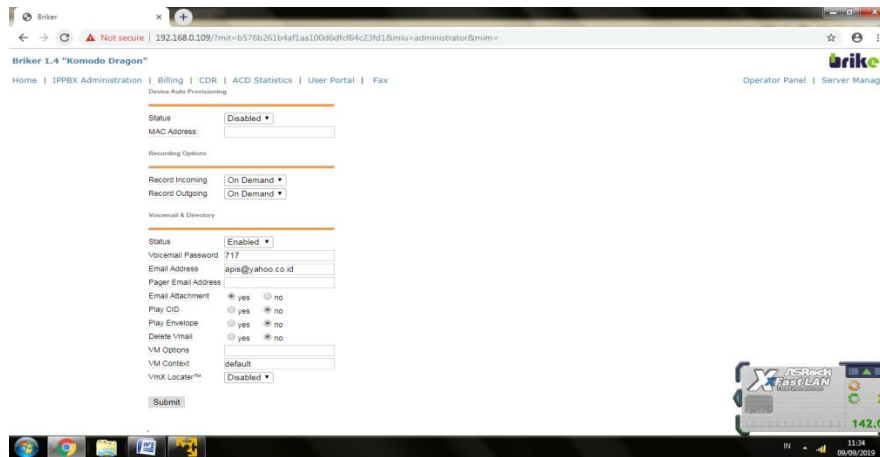 Briker
Not secure | 192.168.0.109/?mit=b576b261b4af1aa100d6dfcf64c23fd1&miu=administrator&mim=
Briker 1.4 "Komodo Dragon"
brike
Home | IPPBX Administration | Billing | CDR | ACD Statistics | User Portal | Fax
Operator Panel | Server Manag
Device Auto Provisioning
Status Disabled
MAC Address:
Recording Options
Record Incoming On Demand
Record Outgoing On Demand
Voicemail & Directory
Status Enabled
Voicemail Password 717
Email Address apis@yahoo.co.id
Pager Email Address
Email Attachment yes no
Play CID yes no
Play Envelope yes no
Delete Vmail yes no
VM Options
VM Context default
VmX Locater™ Disabled
Submit
ASRock
XFast LAN
142.0
IN
11:34
09/09/2019